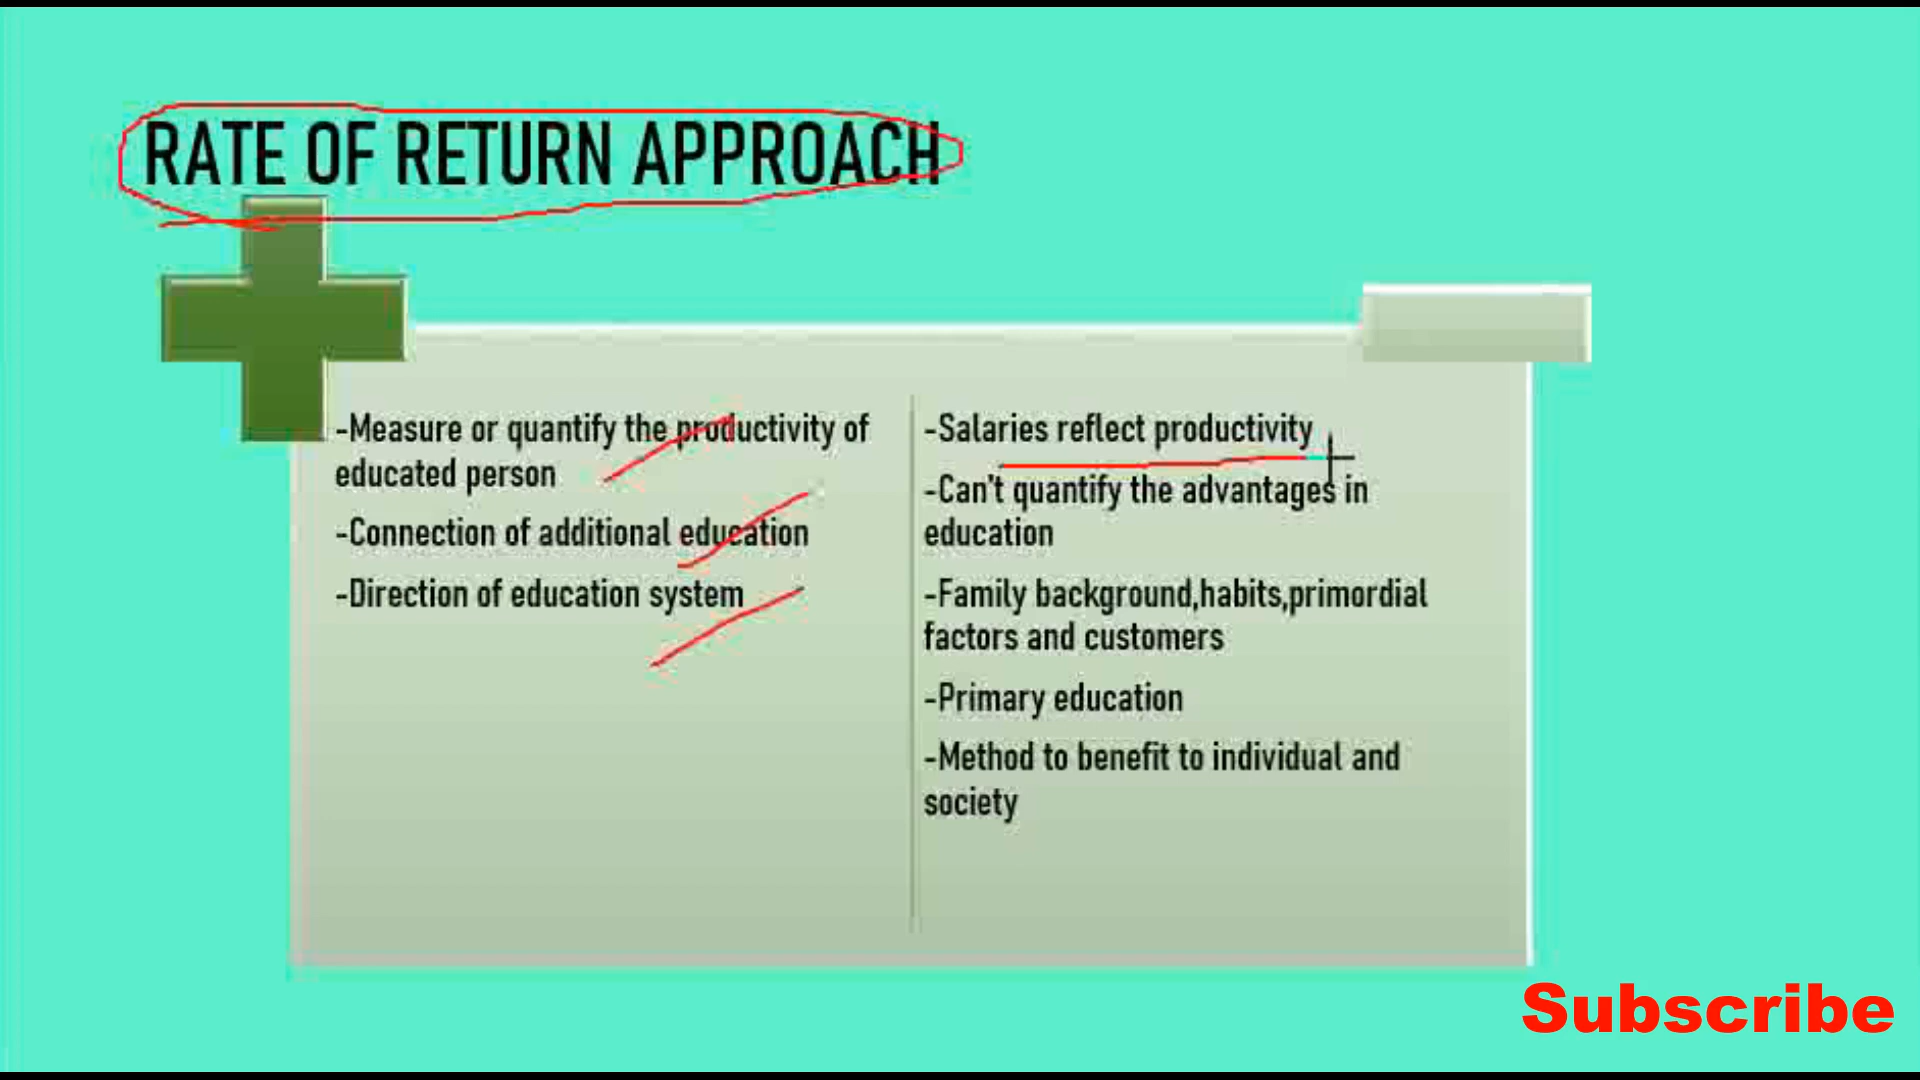 RATE OF RETURN APPROACH
-Measure or quantify the productivity of
educated person
-Connection of additional education
-Direction of education system
-Salaries reflect productivity
-Can't quantify the advantages in
education
-Family background,habits,primordial
factors and customers
-Primary education
-Method to benefit to individual and
society
Subscribe